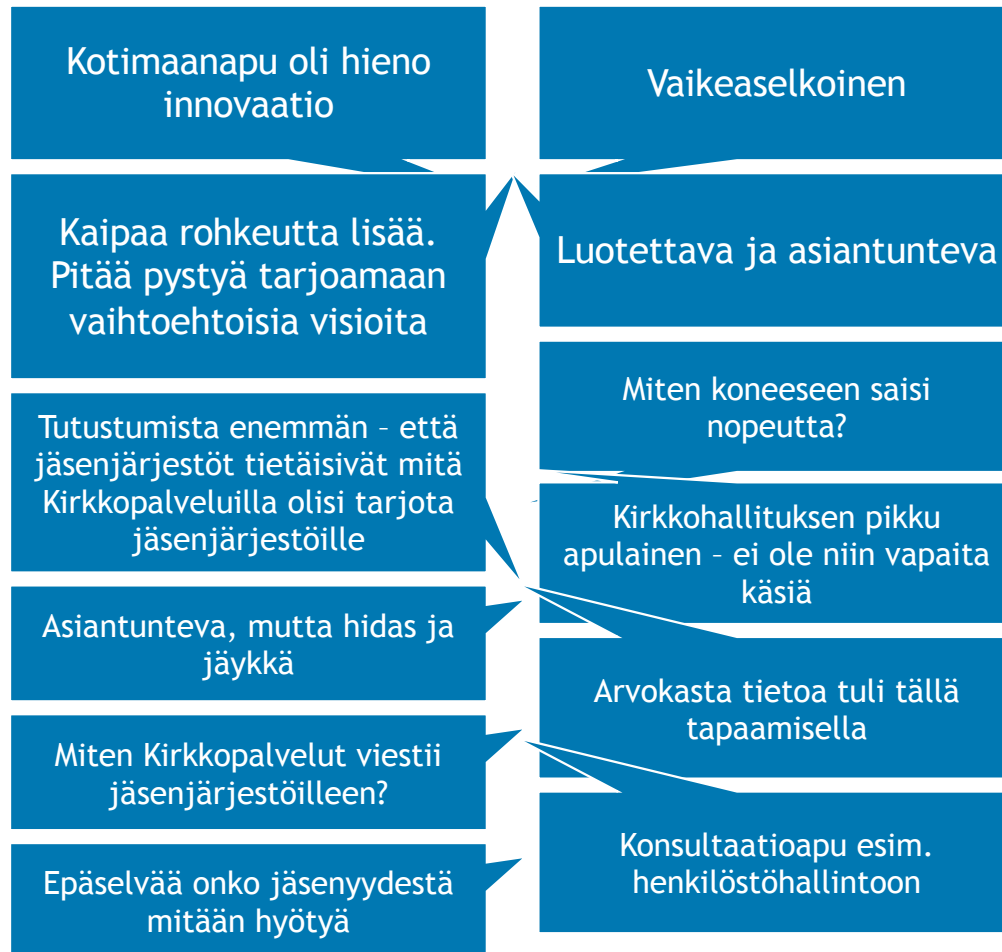 Kotimaanapu oli hieno
innovaatio
Vaikeaselkoinen
Kaipaa rohkeutta lisää.
Pitää pystyä tarjoamaan
vaihtoehtoisia visioita
Luotettava ja asiantunteva
Miten koneeseen saisi
nopeutta?
Tutustumista enemmän – että
jäsenjärjestöt tietäisivät mitä
Kirkkopalveluilla olisi tarjota
jäsenjärjestöille
Kirkkohallituksen pikku
apulainen – ei ole niin vapaita
käsiä
Asiantunteva, mutta hidas ja
jäykkä
Arvokasta tietoa tuli tällä
tapaamisella
Miten Kirkkopalvelut viestii
jäsenjärjestöilleen?
Konsultaatioapu esim.
henkilöstöhallintoon
Epäselvää onko jäsenyydestä
mitään hyötyä